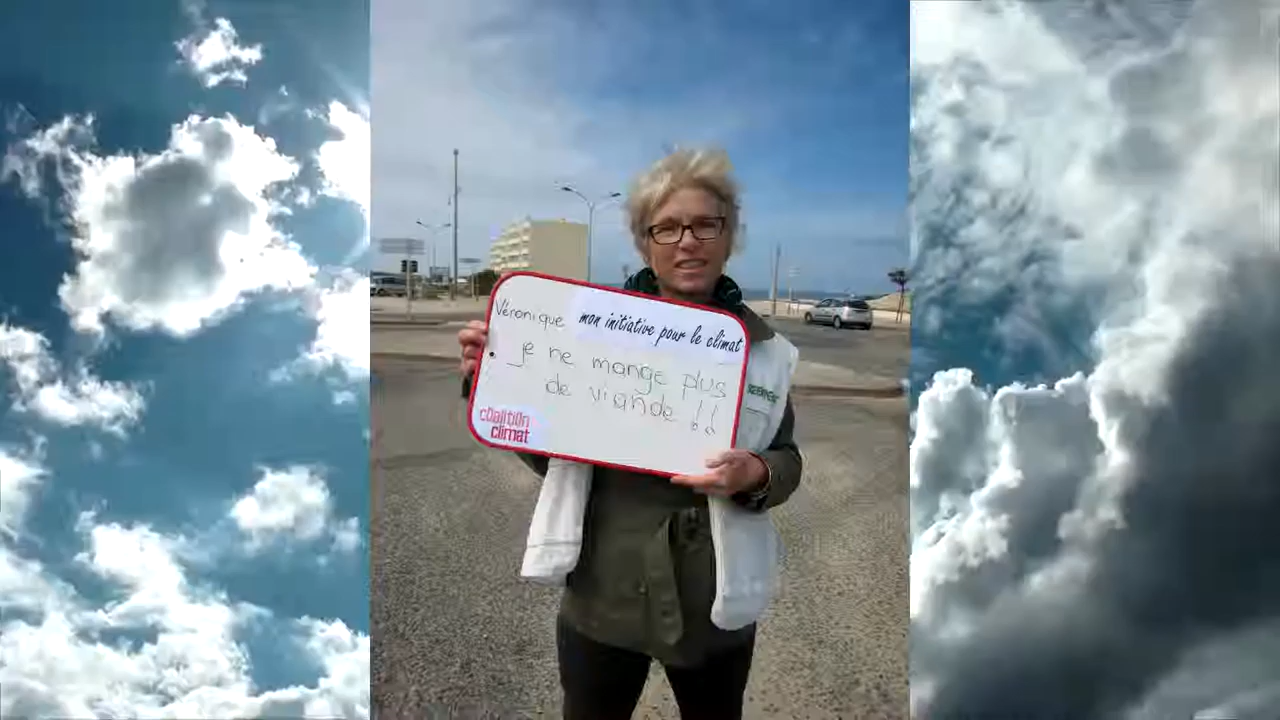 Véronique mon initiative pour le climat
je ne mange plus
de viande !!
coalition
climat